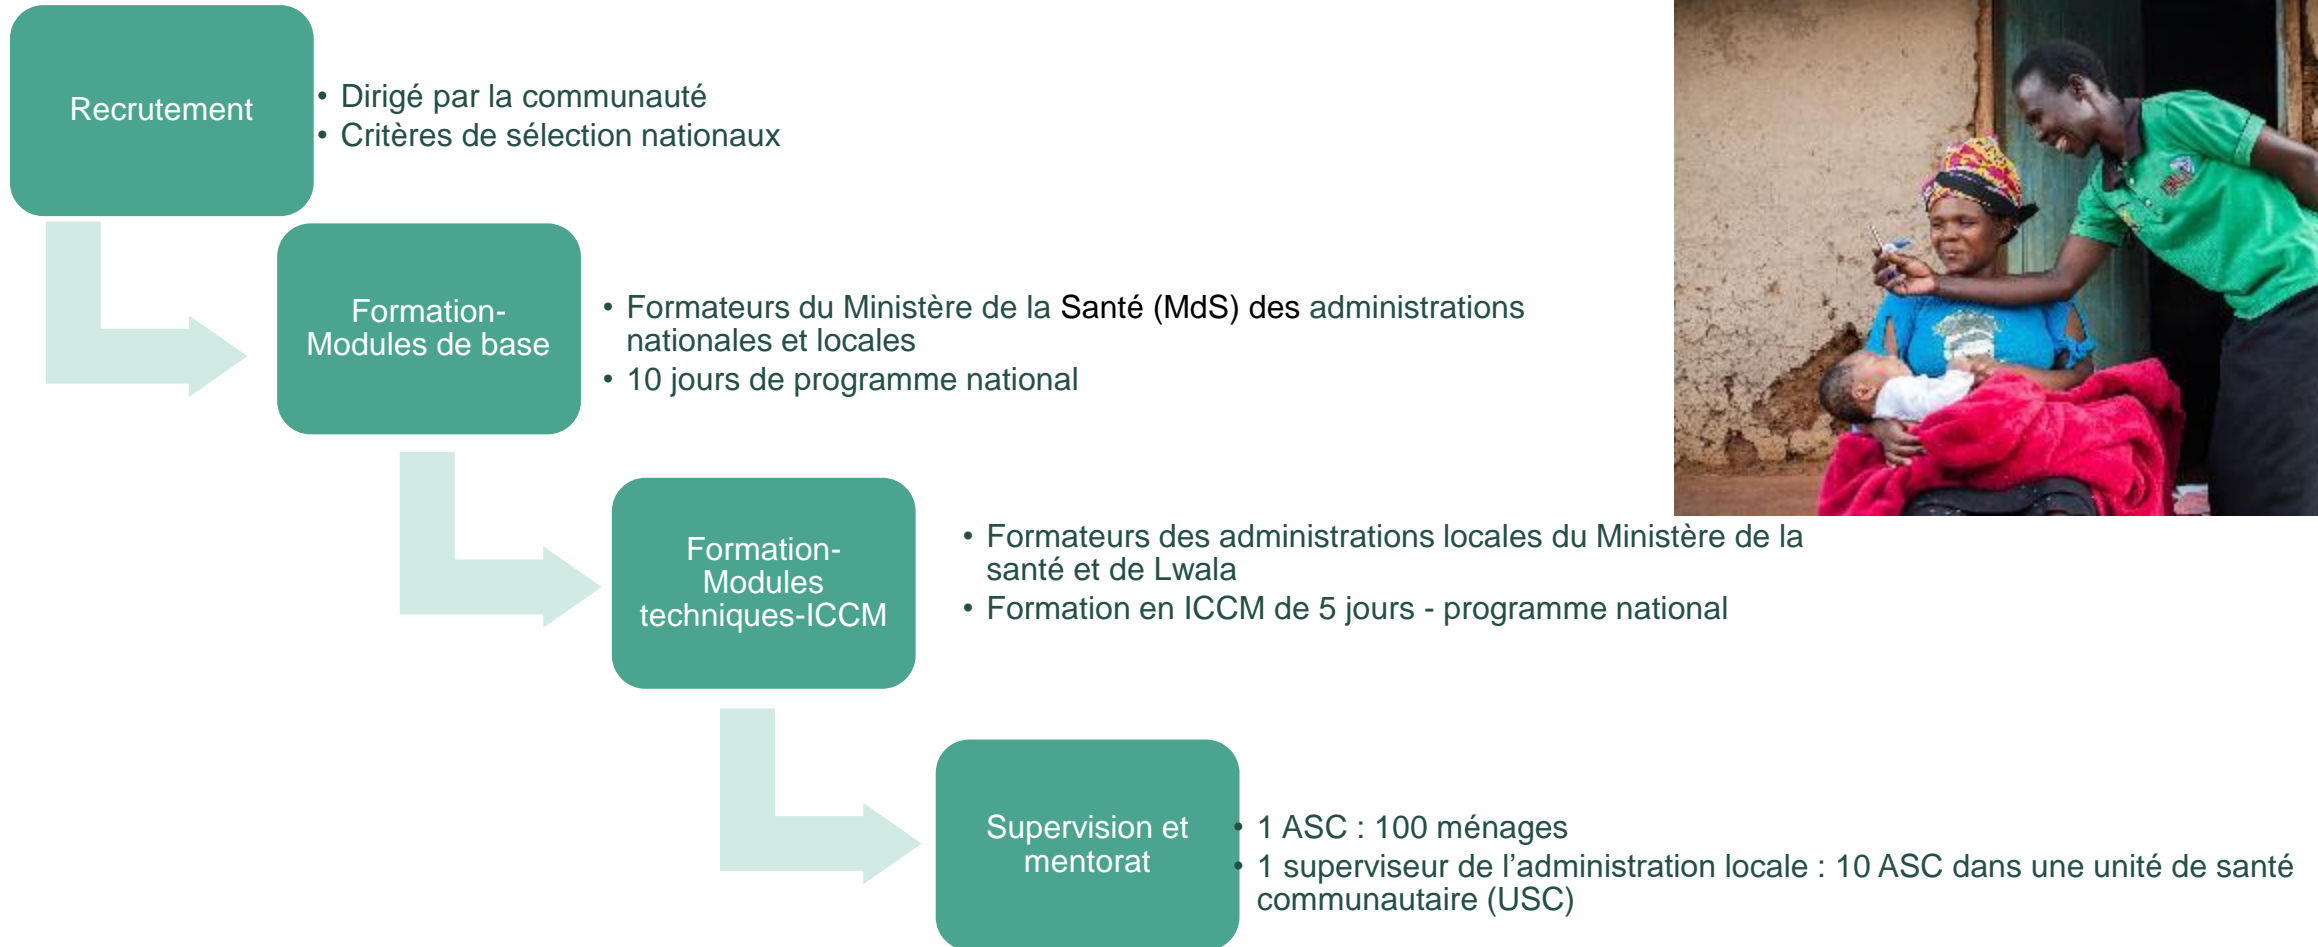 Recrutement
• Dirigé par la communauté
• Critères de sélection nationaux
Formation-
Modules de base
• Formateurs du Ministère de la Santé (MdS) des administrations
nationales et locales
• 10 jours de programme national
Formation-
Modules
techniques-ICCM
• Formateurs des administrations locales du Ministère de la
santé et de Lwala
• Formation en ICCM de 5 jours - programme national
Supervision et
mentorat
• 1 ASC : 100 ménages
• 1 superviseur de l’administration locale : 10 ASC dans une unité de santé
communautaire (USC)